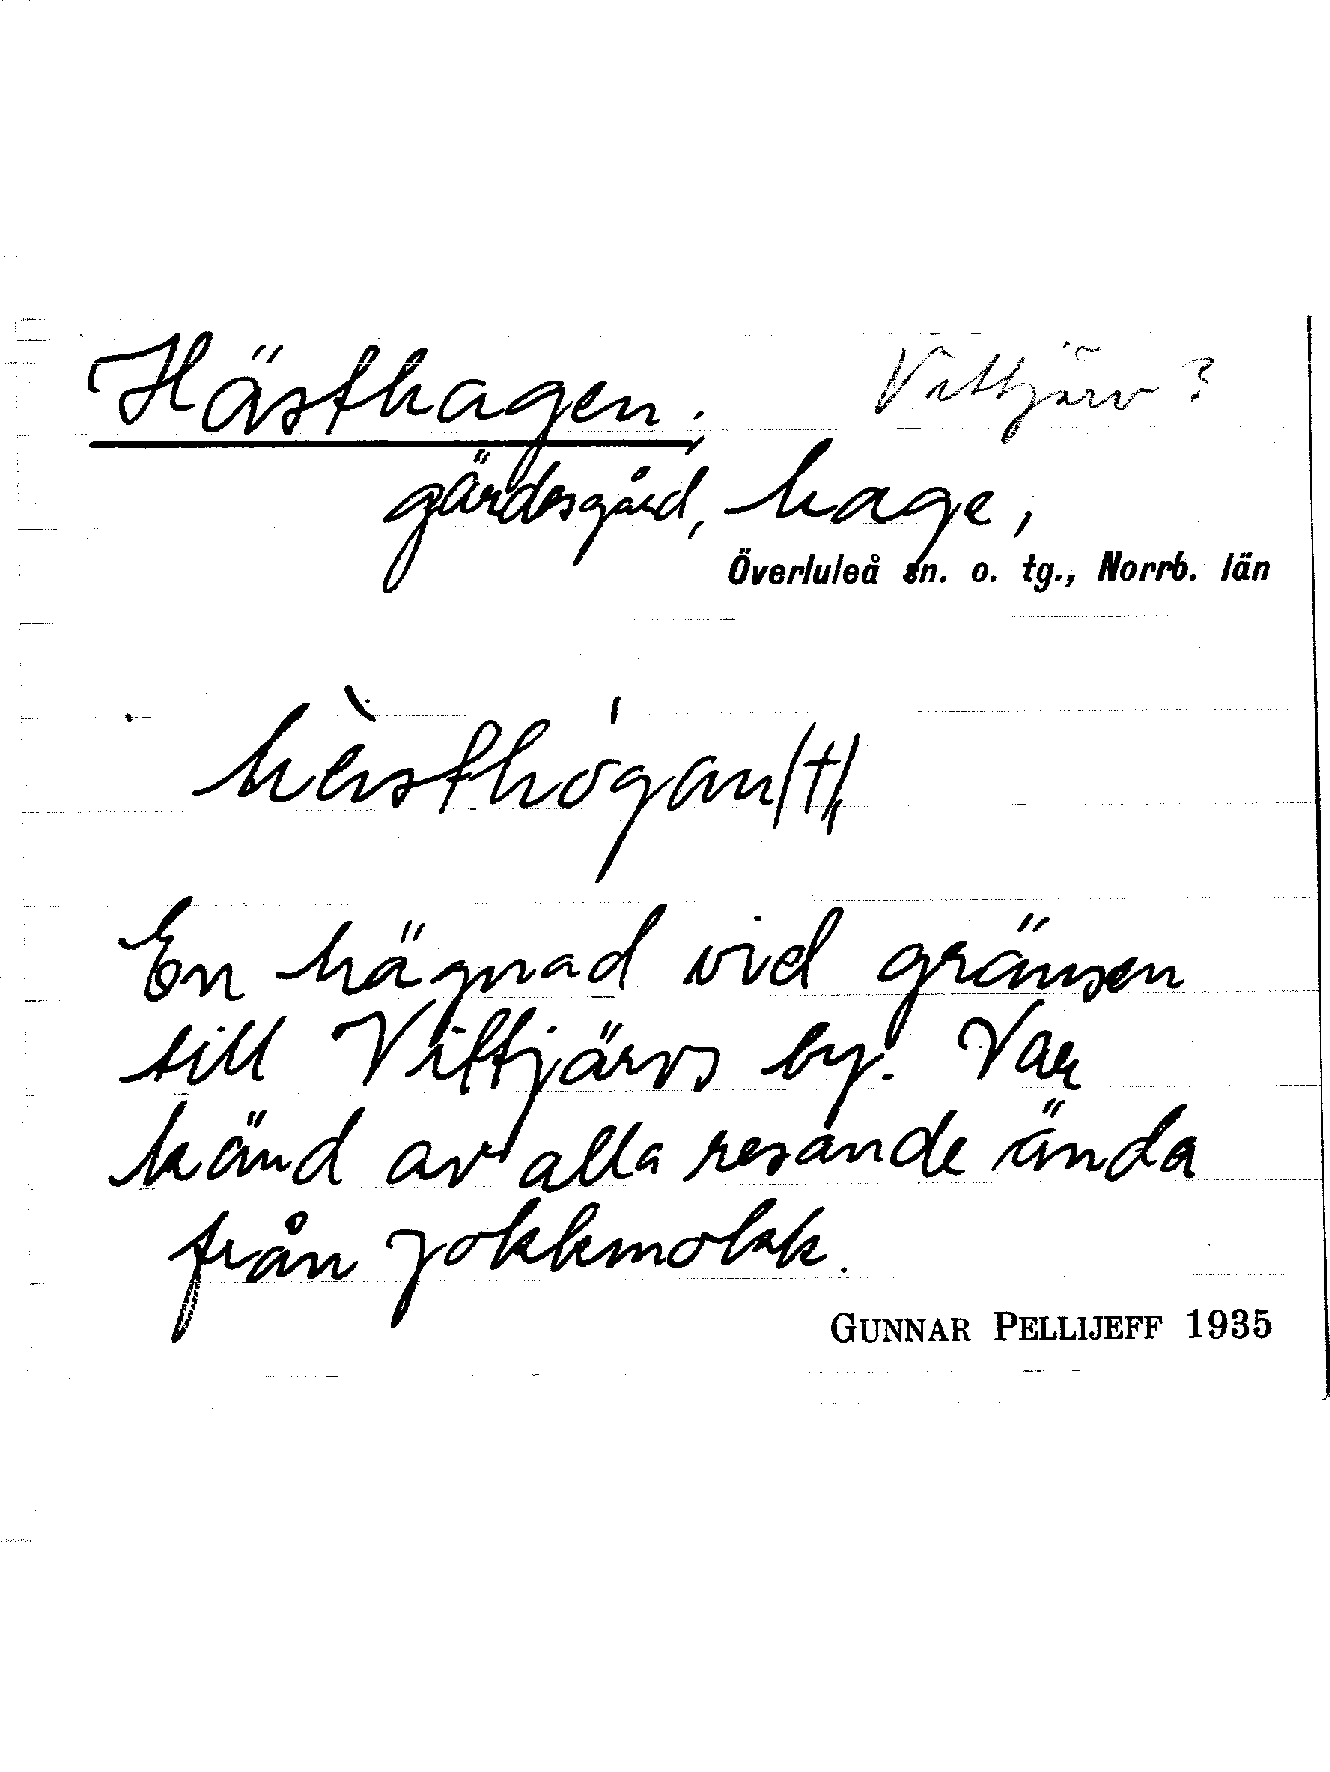 Hästhagen, Vittjärv?
gärdesgård, hage,
Överluleå sn. o. tg., Norrb. län
En hägnad vid gränsen
till Vittjärvs by. Var
känd av alla resande ända
från Jokkmokk.
GUNNAR PELLIJEFF 1935